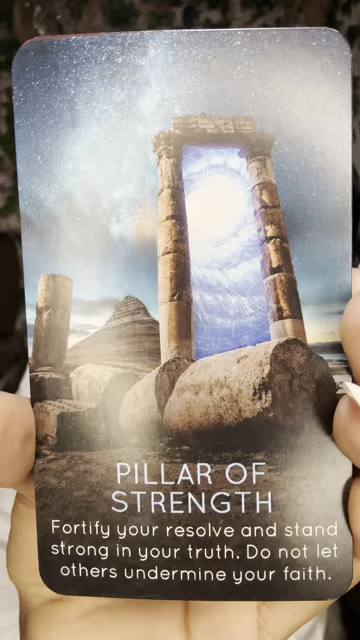 PILLAR OF
STRENGTH
Fortify your resolve and stand
strong in your truth. Do not let
others undermine your faith.